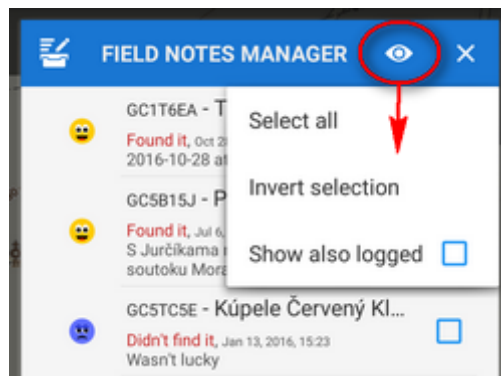 FIELD NOTES MANAGER
GC1T6EA - T
Found it, Oct
2016-10-28 at
Select all
Invert selection
Show also logged
GC5B15J - P
Found it, Jul 6,
S Jurčíkama
soutoku Mora
GC5TC5E - Kúpele Červený Kl...
Didn't find it, Jan 13, 2016, 15:23
Wasn't lucky